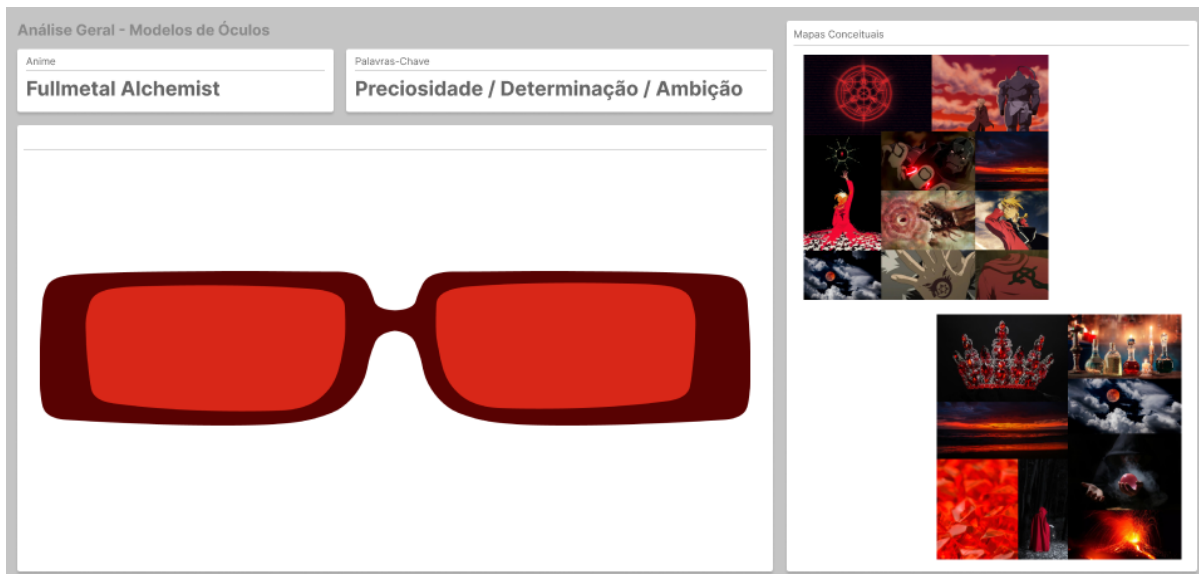 Análise Geral - Modelos de Óculos
Anime
Fullmetal Alchemist
Palavras-Chave
Preciosidade / Determinação / Ambição
Mapas Conceituais